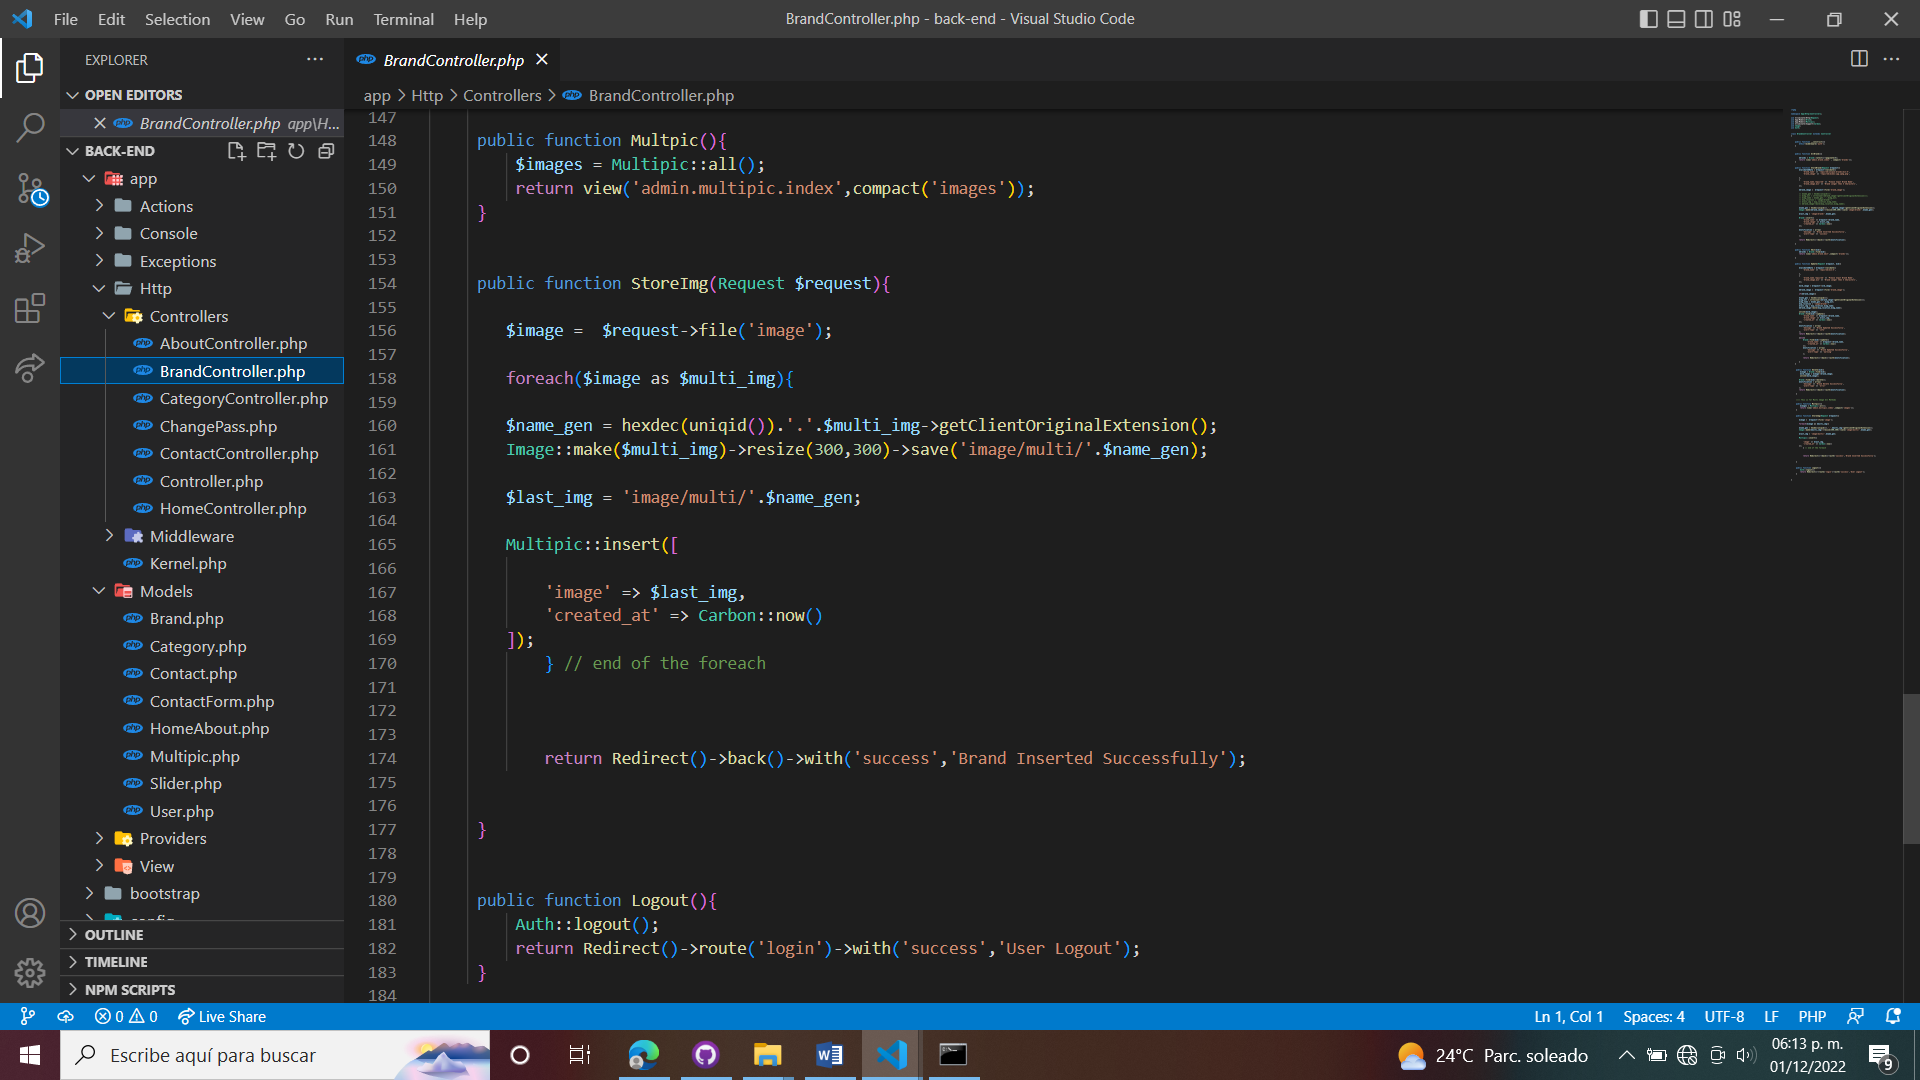 File Edit Selection View Go Run Terminal Help
BrandController.php - back-end - Visual Studio Code
EXPLORER
OPEN EDITORS
BrandController.php app\H...
BACK-END
app
Actions
Console
Exceptions
Http
Controllers
AboutController.php
BrandController.php
CategoryController.php
ChangePass.php
ContactController.php
Controller.php
HomeController.php
Middleware
Kernel.php
Models
Brand.php
Category.php
Contact.php
ContactForm.php
HomeAbout.php
Multipic.php
Slider.php
User.php
Providers
View
bootstrap
config
OUTLINE
TIMELINE
NPM SCRIPTS
BrandController.php
app > Http > Controllers > BrandController.php
147
148 public function Multpic(){
149 $images = Multipic::all();
150 return view('admin.multipic.index',compact('images'));
151 }
152
153
154 public function StoreImg(Request $request){
155
156 $image =  $request->file('image');
157
158 foreach($image as $multi_img){
159
160 $name_gen = hexdec(uniqid()).'.'.$multi_img->getClientOriginalExtension();
161 Image::make($multi_img)->resize(300,300)->save('image/multi/'.$name_gen);
162
163 $last_img = 'image/multi/'.$name_gen;
164
165 Multipic::insert([
166
167 'image' => $last_img,
168 'created_at' => Carbon::now()
169 ]);
170 } // end of the foreach
171
172
173
174 return Redirect()->back()->with('success','Brand Inserted Successfully');
175
176
177 }
178
179
180 public function Logout(){
181 Auth::logout();
182 return Redirect()->route('login')->with('success','User Logout');
183 }
184
0 0 Live Share
Ln 1, Col 1 Spaces: 4 UTF-8 LF PHP
Escribe aquí para buscar
24°C Parc. soleado
06:13 p. m.
01/12/2022
9